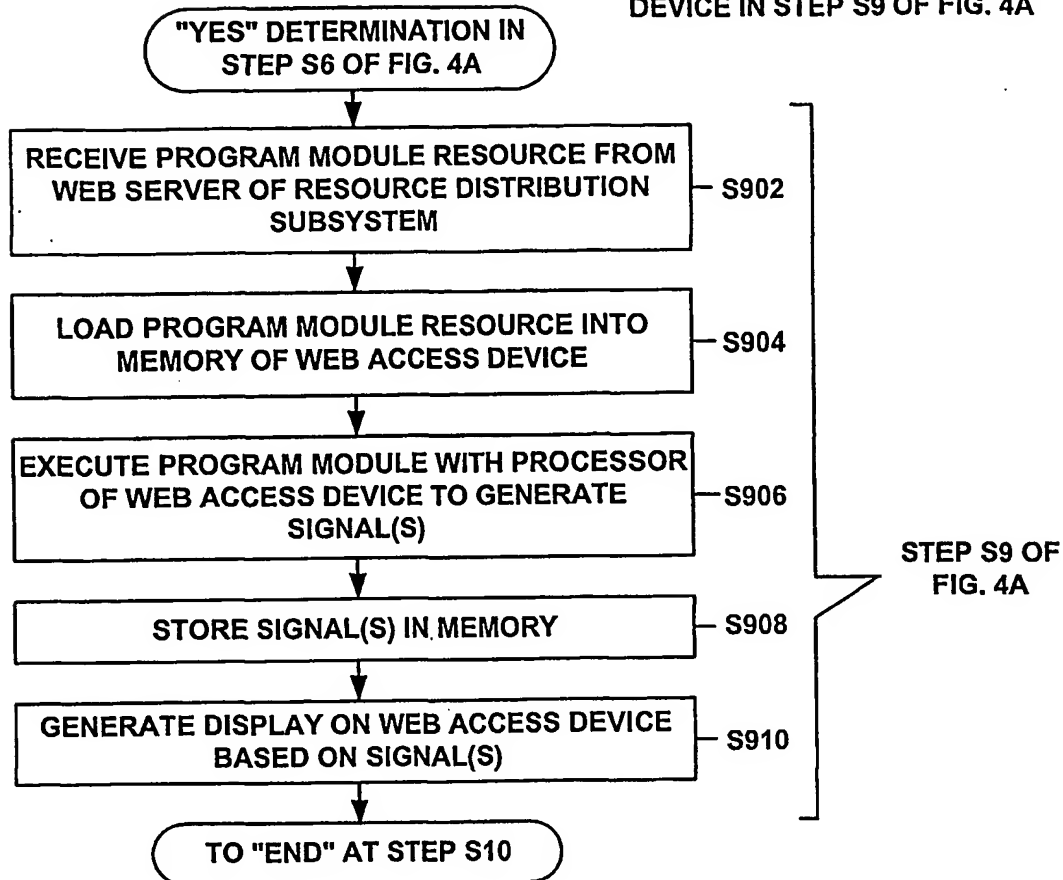 DEVICE IN STEP S9 OF FIG. 4A
"YES" DETERMINATION IN
STEP S6 OF FIG. 4A
RECEIVE PROGRAM MODULE RESOURCE FROM
WEB SERVER OF RESOURCE DISTRIBUTION
SUBSYSTEM
S902
LOAD PROGRAM MODULE RESOURCE INTO
MEMORY OF WEB ACCESS DEVICE
S904
EXECUTE PROGRAM MODULE WITH PROCESSOR
OF WEB ACCESS DEVICE TO GENERATE
SIGNAL(S)
S906
STEP S9 OF
FIG. 4A
STORE SIGNAL(S) IN MEMORY
S908
GENERATE DISPLAY ON WEB ACCESS DEVICE
BASED ON SIGNAL(S)
S910
TO "END" AT STEP S10